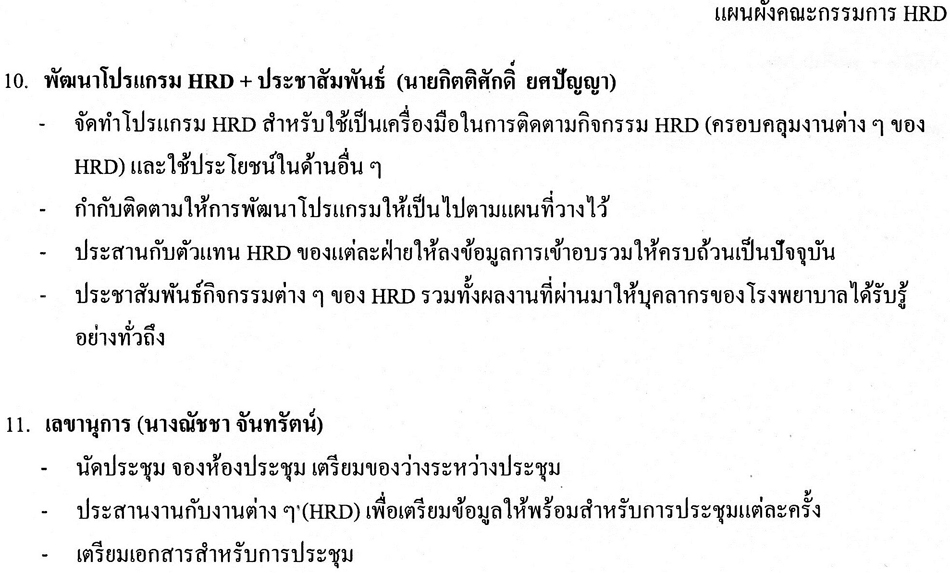 แผนผังคณะกรรมการ HRD
10. พัฒนาโปรแกรม HRD + ประชาสัมพันธ์ (นายกิตติศักดิ์ ยศปัญญา)
- จัดทำโปรแกรม HRD สำหรับใช้เป็นเครื่องมือในการติดตามกิจกรรม HRD (ครอบคลุมงานต่าง ๆ ของ
HRD) และใช้ประโยชน์ในด้านอื่น ๆ
- กำกับติดตามให้การพัฒนาโปรแกรมให้เป็นไปตามแผนที่วางไว้
- ประสานกับตัวแทน HRD ของแต่ละฝ่ายให้ลงข้อมูลการเข้าอบรวมให้ครบถ้วนเป็นปัจจุบัน
- ประชาสัมพันธ์กิจกรรมต่าง ๆ ของ HRD รวมทั้งผลงานที่ผ่านมาให้บุคลากรของโรงพยาบาลได้รับรู้
อย่างทั่วถึง
11. เลขานุการ (นางณัชชา จันทรัตน์)
- นัดประชุม จองห้องประชุม เตรียมของว่างระหว่างประชุม
- ประสานงานกับงานต่าง ๆ (HRD) เพื่อเตรียมข้อมูลให้พร้อมสำหรับการประชุมแต่ละครั้ง
- เตรียมเอกสารสำหรับการประชุม